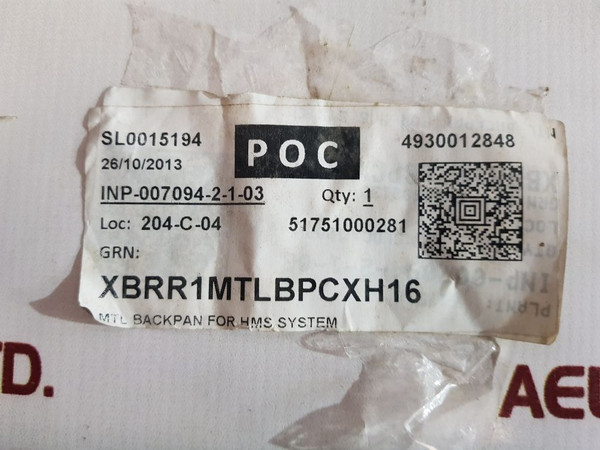 SL0015194
POC
4930012848
26/10/2013
INP-007094-2-1-03 Qty: 1
Loc: 204-C-04 51751000281
GRN:
XBRR1MTLBPCXH16
MTL BACKPAN FOR HMS SYSTEM
TD.
AEU